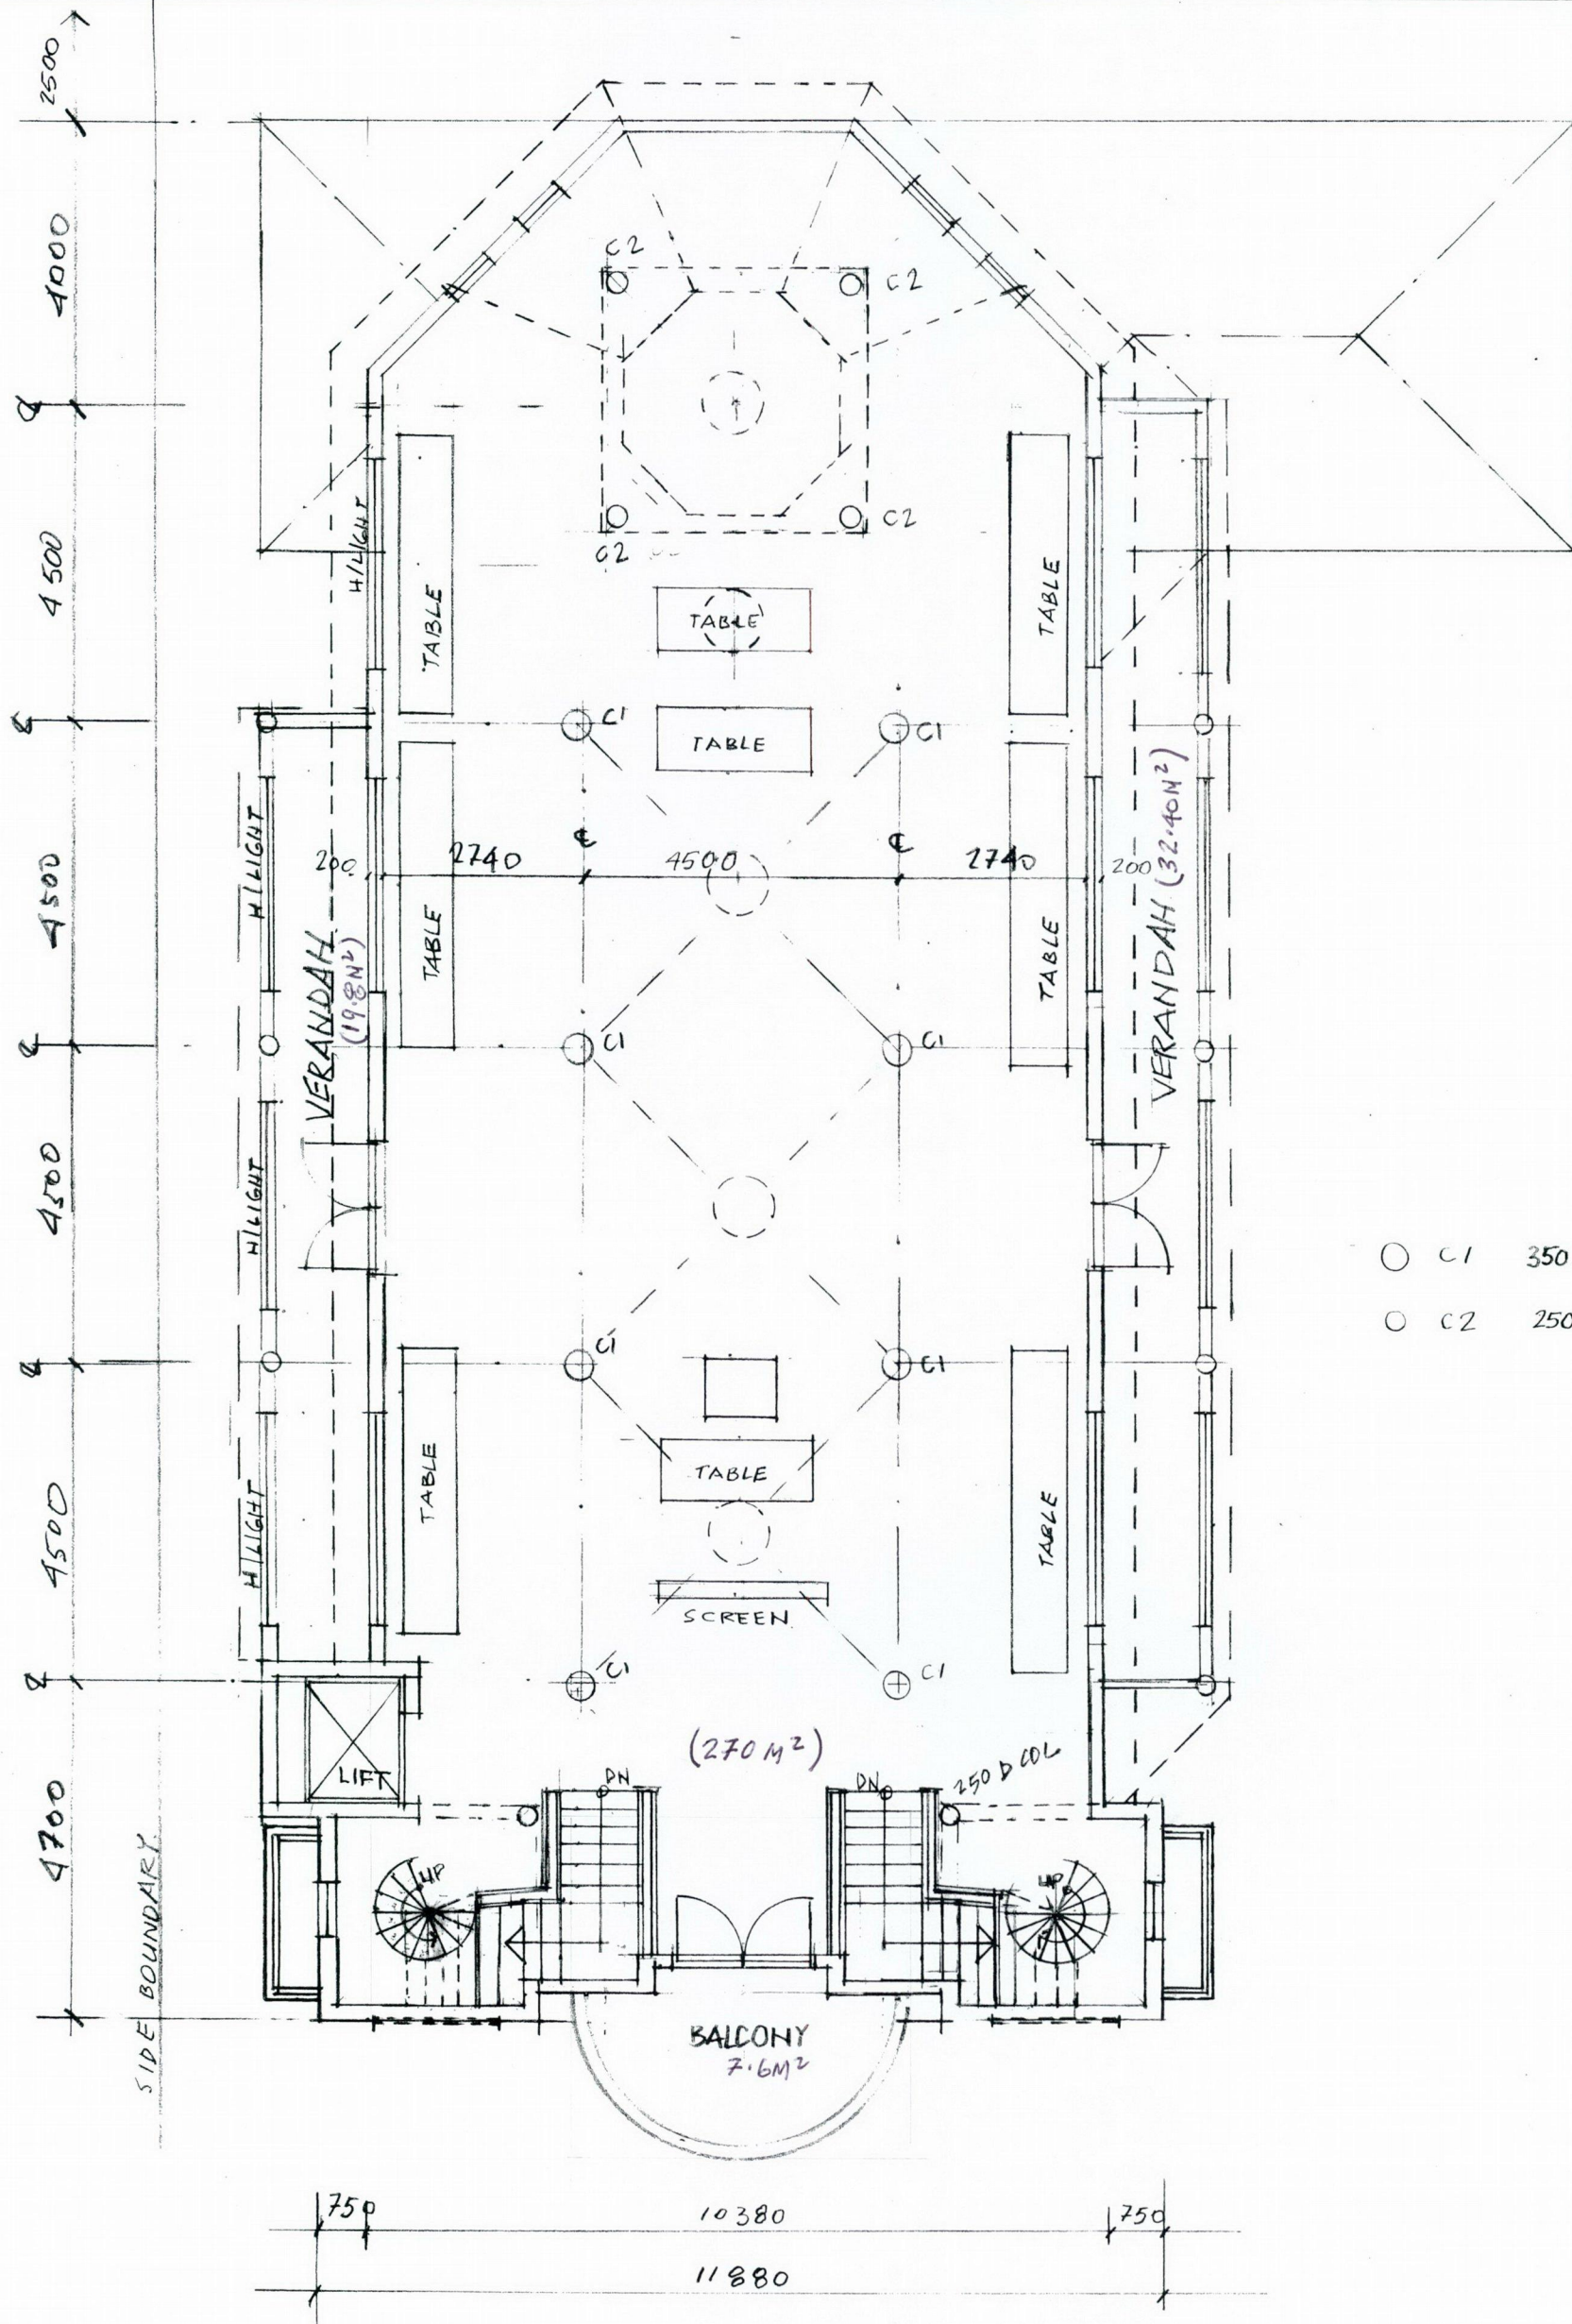 2500
4000
4500
4500
4500
4500
4700
SIDE BOUNDARY
C2
C2
C2
C2
H/LIGHT
TABLE
TABLE
TABLE
C1
TABLE
C1
H/LIGHT
200
2740
4500
2740
200
VERANDAH
(19.8M²)
TABLE
TABLE
VERANDAH (32.40M²)
C1
C1
H/LIGHT
C1 350
C2 250
C1
C1
H/LIGHT
TABLE
TABLE
TABLE
SCREEN
C1
C1
(270M²)
LIFT
DN
DN
250 D COL
UP
UP
BALCONY
7.6M²
750
10380
750
11880